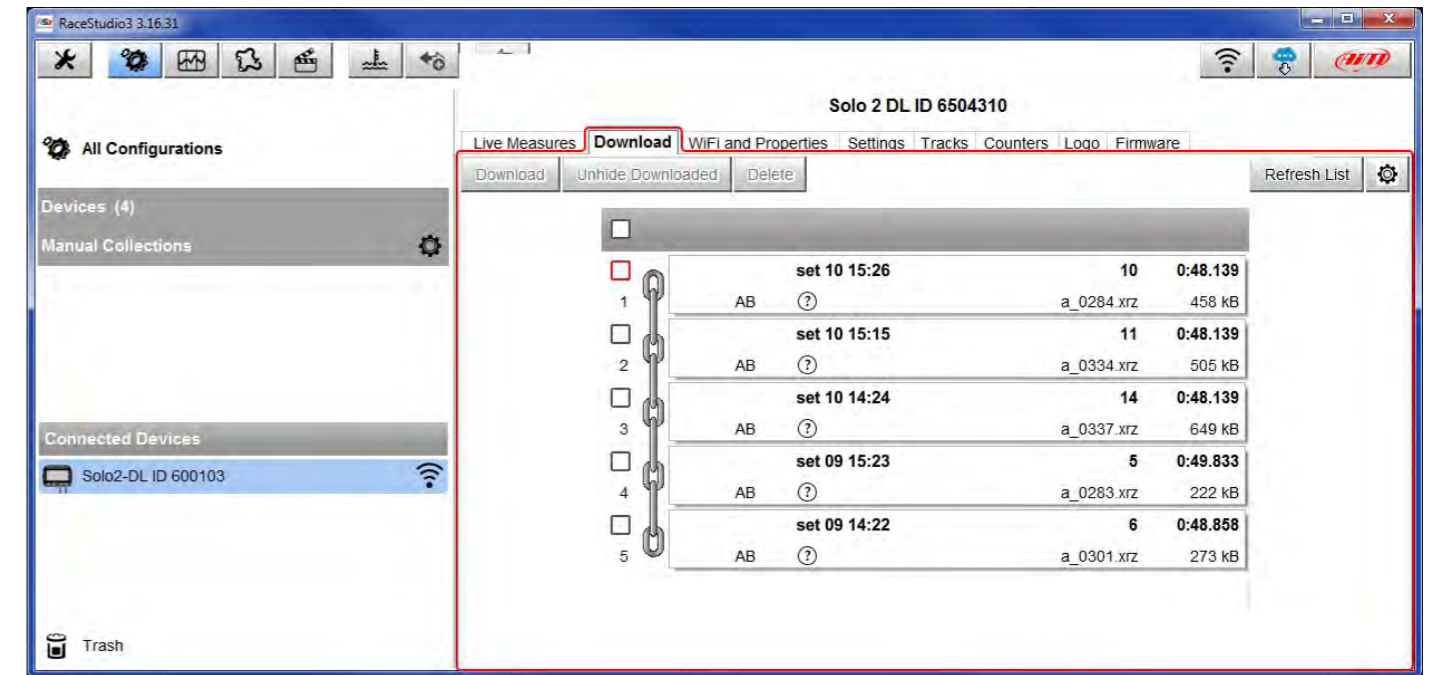 RaceStudio3 3.16.31
AiM
Solo 2 DL ID 6504310
All Configurations
Live Measures Download WiFi and Properties Settings Tracks Counters Logo Firmware
Download Unhide Downloaded Delete Refresh List
Devices (4)
Manual Collections
set 10 15:26 10 0:48.139
1 AB ? a_0284.xrz 458 kB
set 10 15:15 11 0:48.139
2 AB ? a_0334.xrz 505 kB
set 10 14:24 14 0:48.139
3 AB ? a_0337.xrz 649 kB
Connected Devices
set 09 15:23 5 0:49.833
Solo2-DL ID 600103
4 AB ? a_0283.xrz 222 kB
set 09 14:22 6 0:48.858
5 AB ? a_0301.xrz 273 kB
Trash